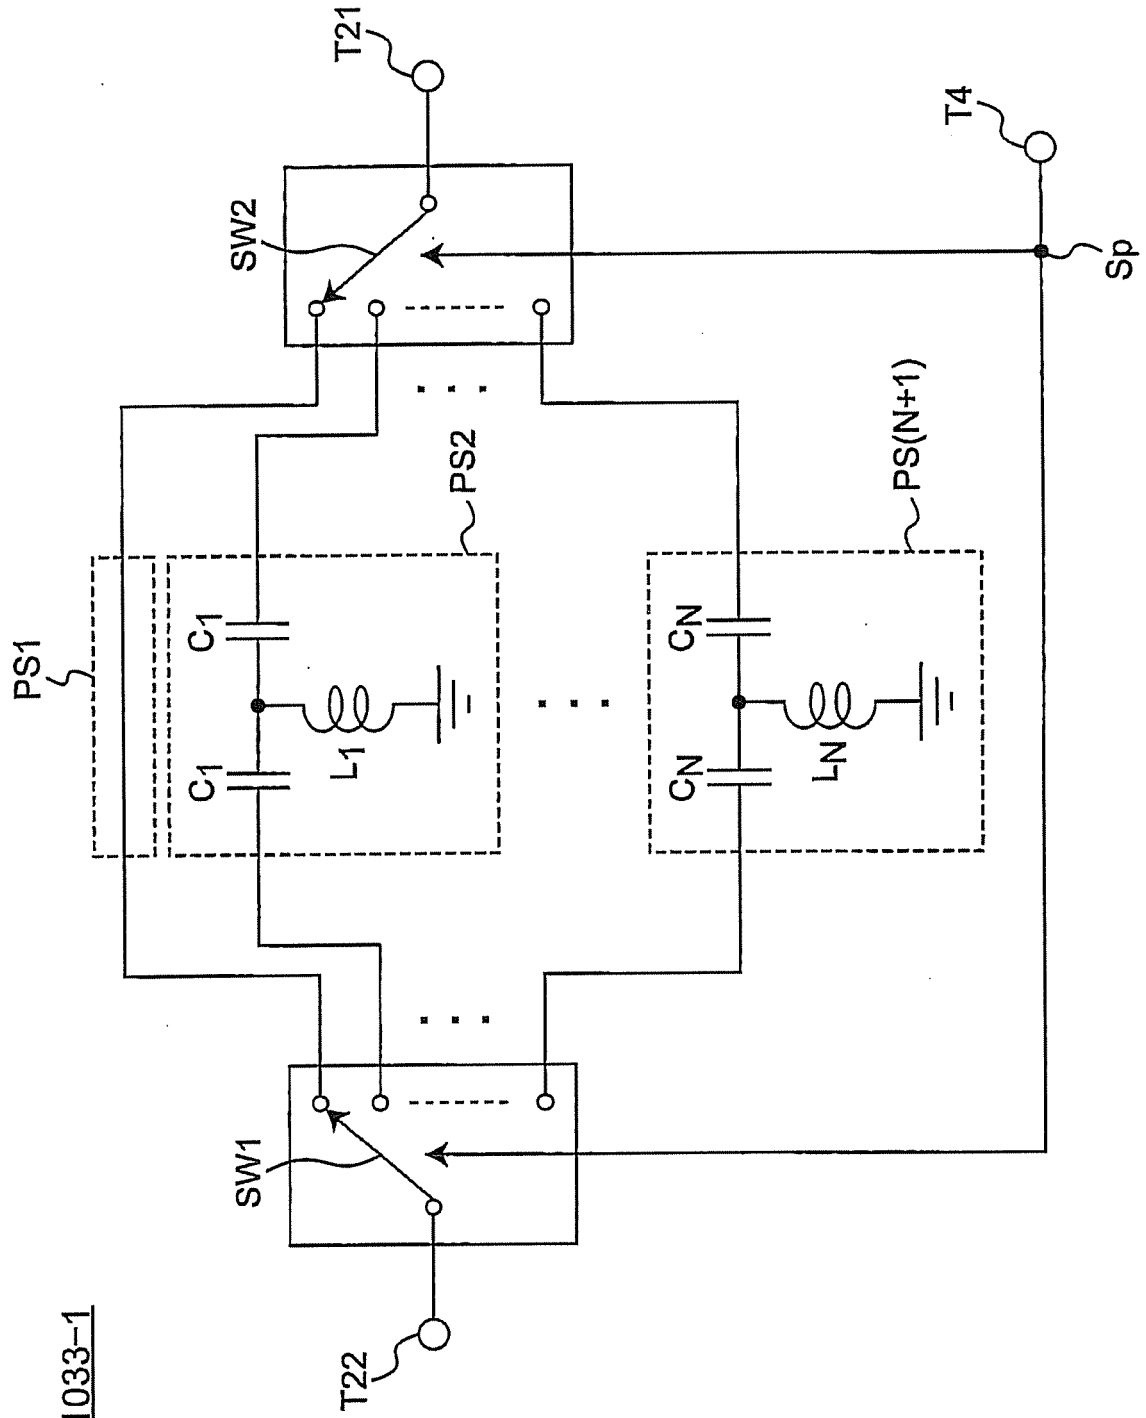 1033-1
PS1
C1
C1
L1
PS2
CN
CN
LN
PS(N+1)
SW1
SW2
T22
T21
T4
Sp